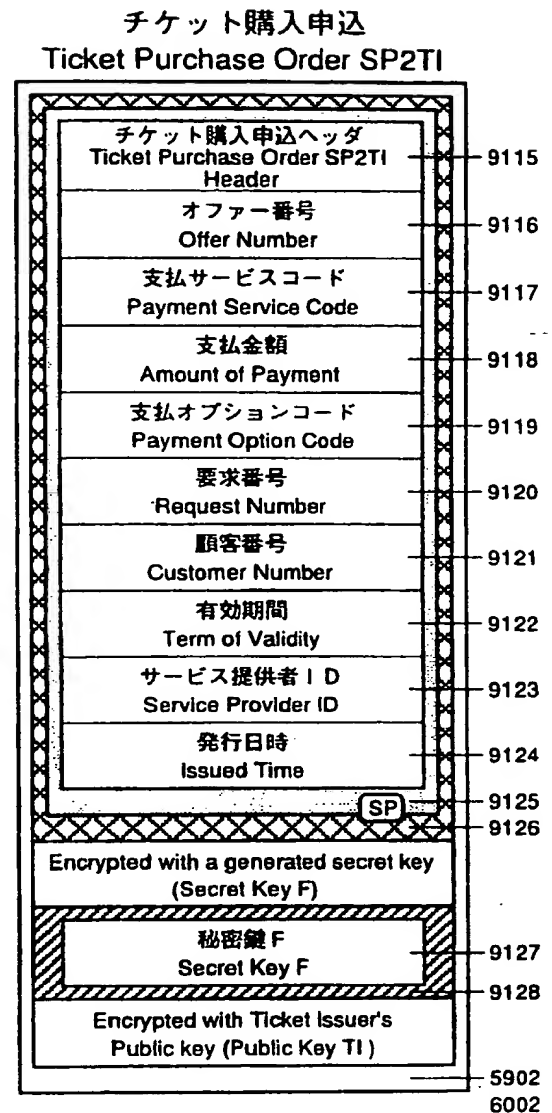 チケット購入申込
Ticket Purchase Order SP2TI
チケット購入申込ヘッダ
Ticket Purchase Order SP2TI
Header
9115
オファー番号
Offer Number
9116
支払サービスコード
Payment Service Code
9117
支払金額
Amount of Payment
9118
支払オプションコード
Payment Option Code
9119
要求番号
Request Number
9120
顧客番号
Customer Number
9121
有効期間
Term of Validity
9122
サービス提供者ID
Service Provider ID
9123
発行日時
Issued Time
9124
SP
9125
9126
Encrypted with a generated secret key
(Secret Key F)
秘密鍵F
Secret Key F
9127
9128
Encrypted with Ticket Issuer's
Public key (Public Key TI)
5902
6002